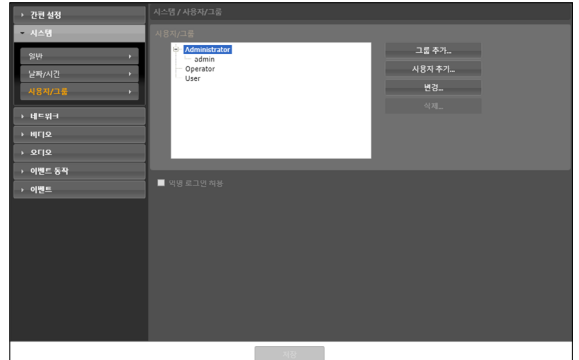 간편 설정
시스템
일반
날짜/시간
사용자/그룹
네트워크
비디오
오디오
이벤트 동작
이벤트
시스템 / 사용자/그룹
사용자/그룹
Administrator
admin
Operator
User
그룹 추가...
사용자 추가...
변경...
삭제...
익명 로그인 허용
저장